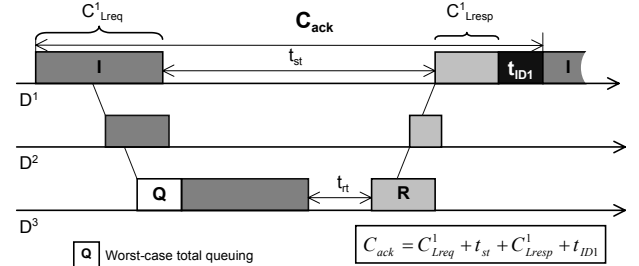 C¹Lreq
Cack
C¹Lresp
I
tst
tID1
I
D¹
D²
Q
trt
R
D³
Q Worst-case total queuing
Cack = C¹Lreq + tst + C¹Lresp + tID1